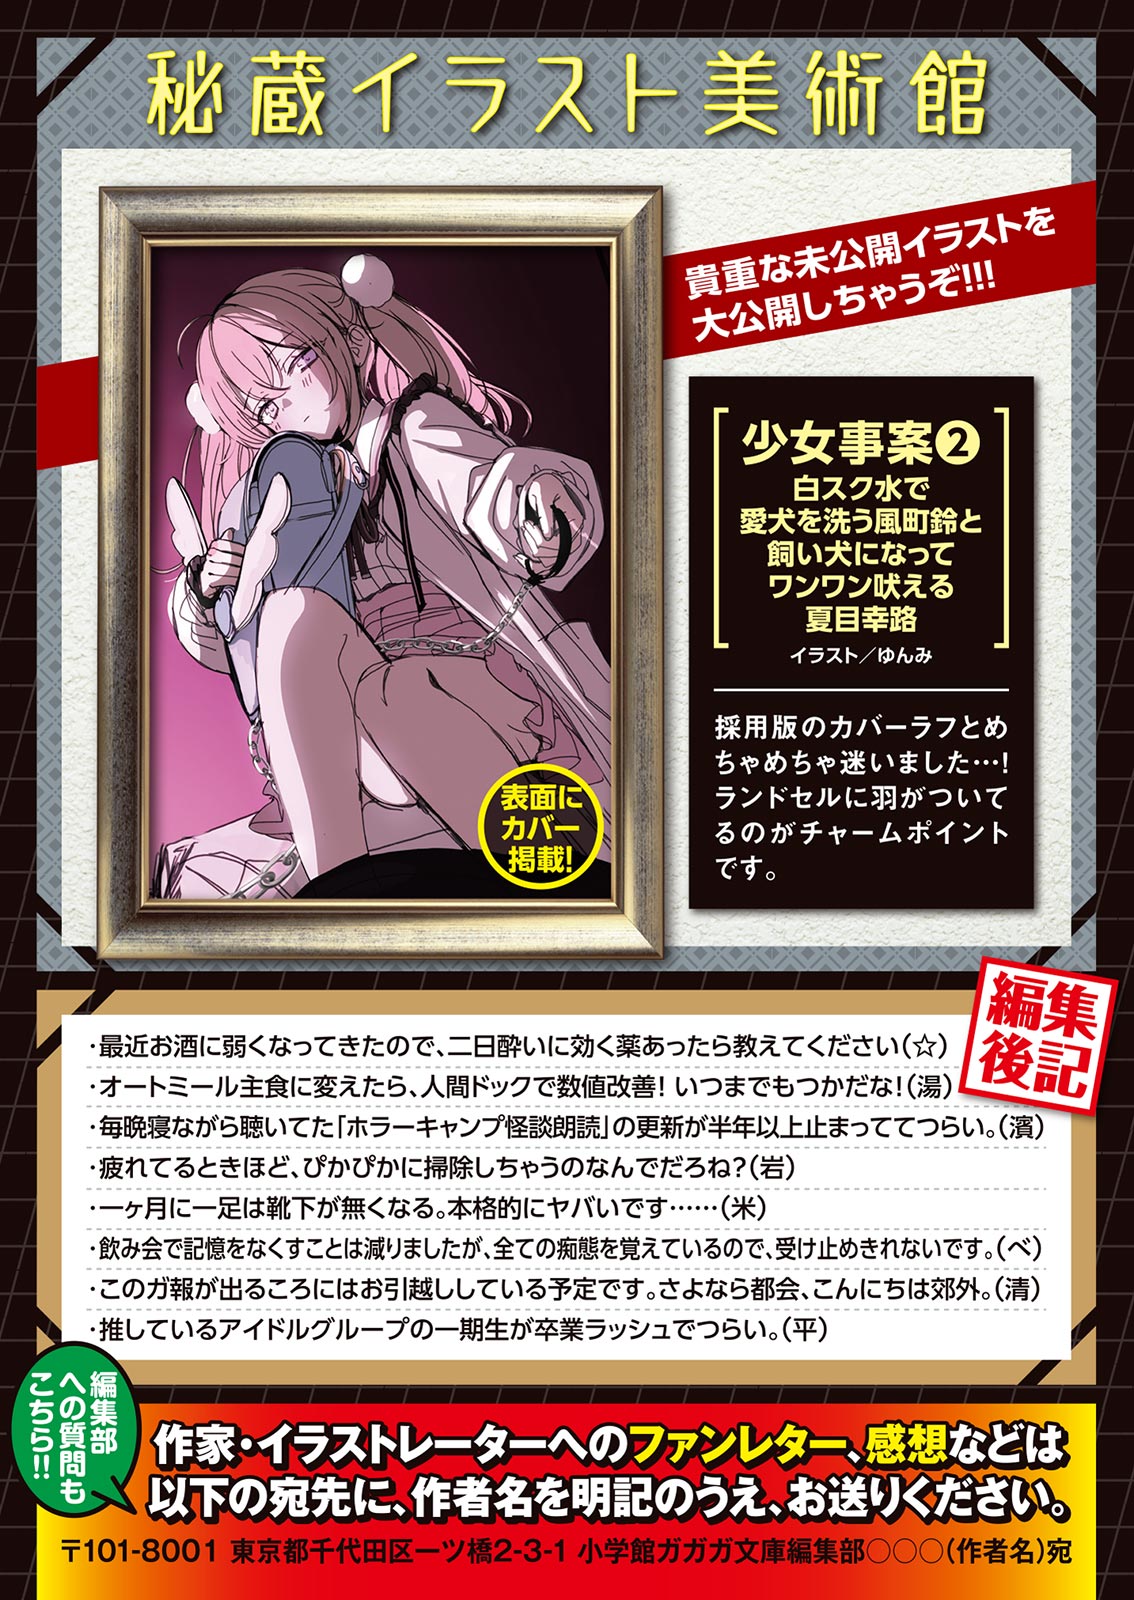 秘蔵イラスト美術館
貴重な未公開イラストを
大公開しちゃうぞ!!!
少女事案❷
白スク水で
愛犬を洗う風町鈴と
飼い犬になって
ワンワン吠える
夏目幸路
イラスト／ゆんみ
採用版のカバーラフとめ
ちゃめちゃ迷いました…!
ランドセルに羽がついて
るのがチャームポイント
です。
表面に
カバー
掲載!
編集
後記
・最近お酒に弱くなってきたので、二日酔いに効く薬あったら教えてください（☆）
・オートミール主食に変えたら、人間ドックで数値改善! いつまでもつかだな!（湯）
・毎晩寝ながら聴いてた「ホラーキャンプ怪談朗読」の更新が半年以上止まっててつらい。（濱）
・疲れてるときほど、ぴかぴかに掃除しちゃうのなんでだろね?（岩）
・一ヶ月に一足は靴下が無くなる。本格的にヤバいです……（米）
・飲み会で記憶をなくすことは減りましたが、全ての痴態を覚えているので、受け止めきれないです。（べ）
・このガ報が出るころにはお引越ししている予定です。さよなら都会、こんにちは郊外。（清）
・推しているアイドルグループの一期生が卒業ラッシュでつらい。（平）
編集部
への質問も
こちら!!
作家・イラストレーターへのファンレター、感想などは
以下の宛先に、作者名を明記のうえ、お送りください。
〒101-8001 東京都千代田区一ツ橋2-3-1 小学館ガガガ文庫編集部○○○（作者名）宛